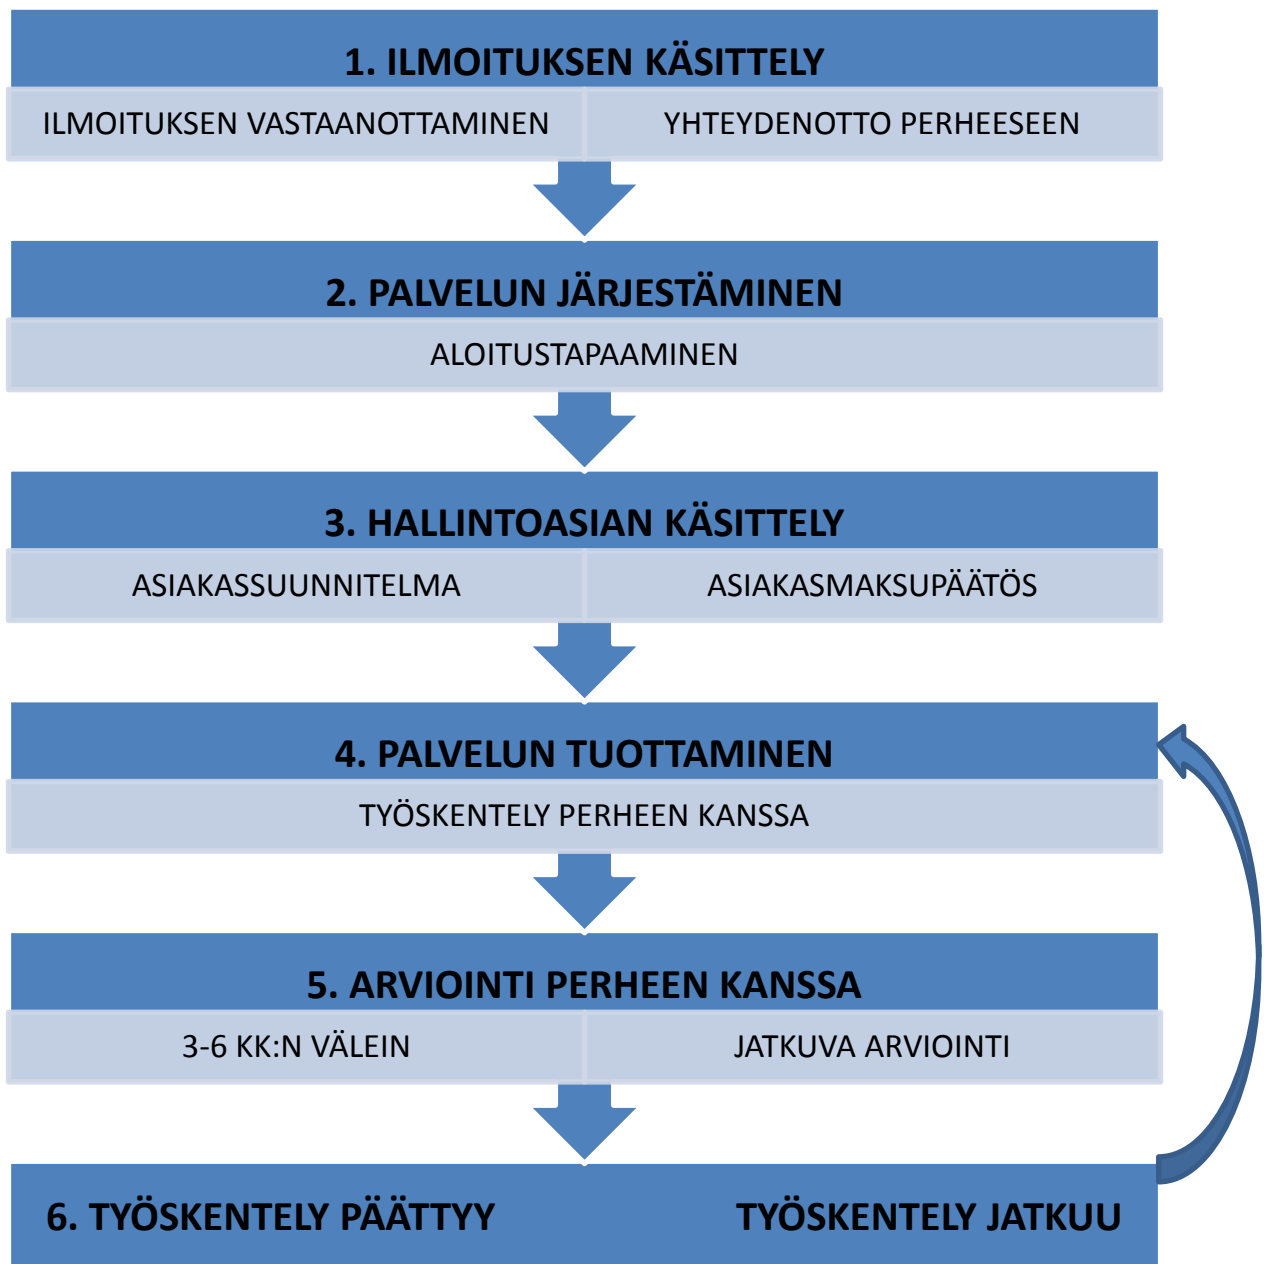 1. ILMOITUKSEN KÄSITTELY
ILMOITUKSEN VASTAANOTTAMINEN
YHTEYDENOTTO PERHEESEEN
2. PALVELUN JÄRJESTÄMINEN
ALOITUSTAPAAMINEN
3. HALLINTOASIAN KÄSITTELY
ASIAKASSUUNNITELMA
ASIAKASMAKSUPÄÄTÖS
4. PALVELUN TUOTTAMINEN
TYÖSKENTELY PERHEEN KANSSA
5. ARVIOINTI PERHEEN KANSSA
3-6 KK:N VÄLEIN
JATKUVA ARVIOINTI
6. TYÖSKENTELY PÄÄTTYY
TYÖSKENTELY JATKUU